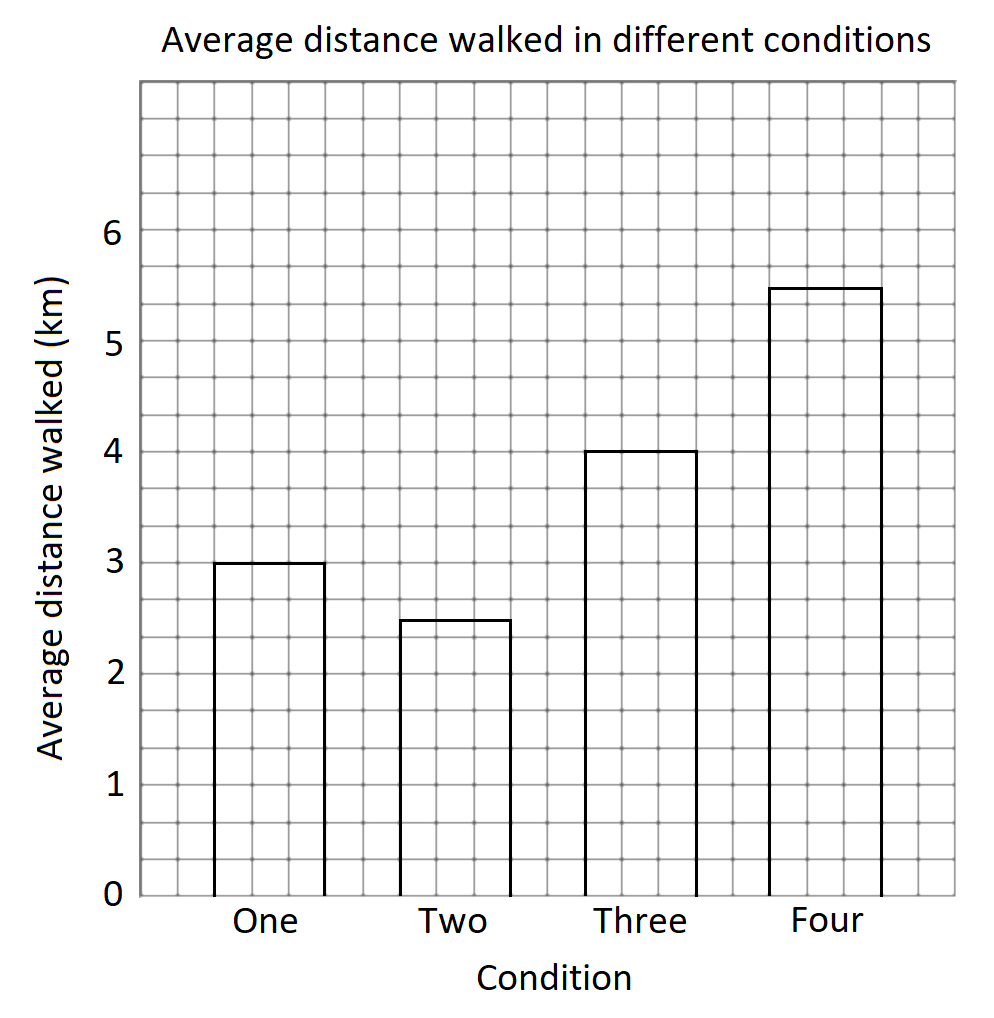 Average distance walked in different conditions
Average distance walked (km)
6
5
4
3
2
1
0
One
Two
Three
Four
Condition